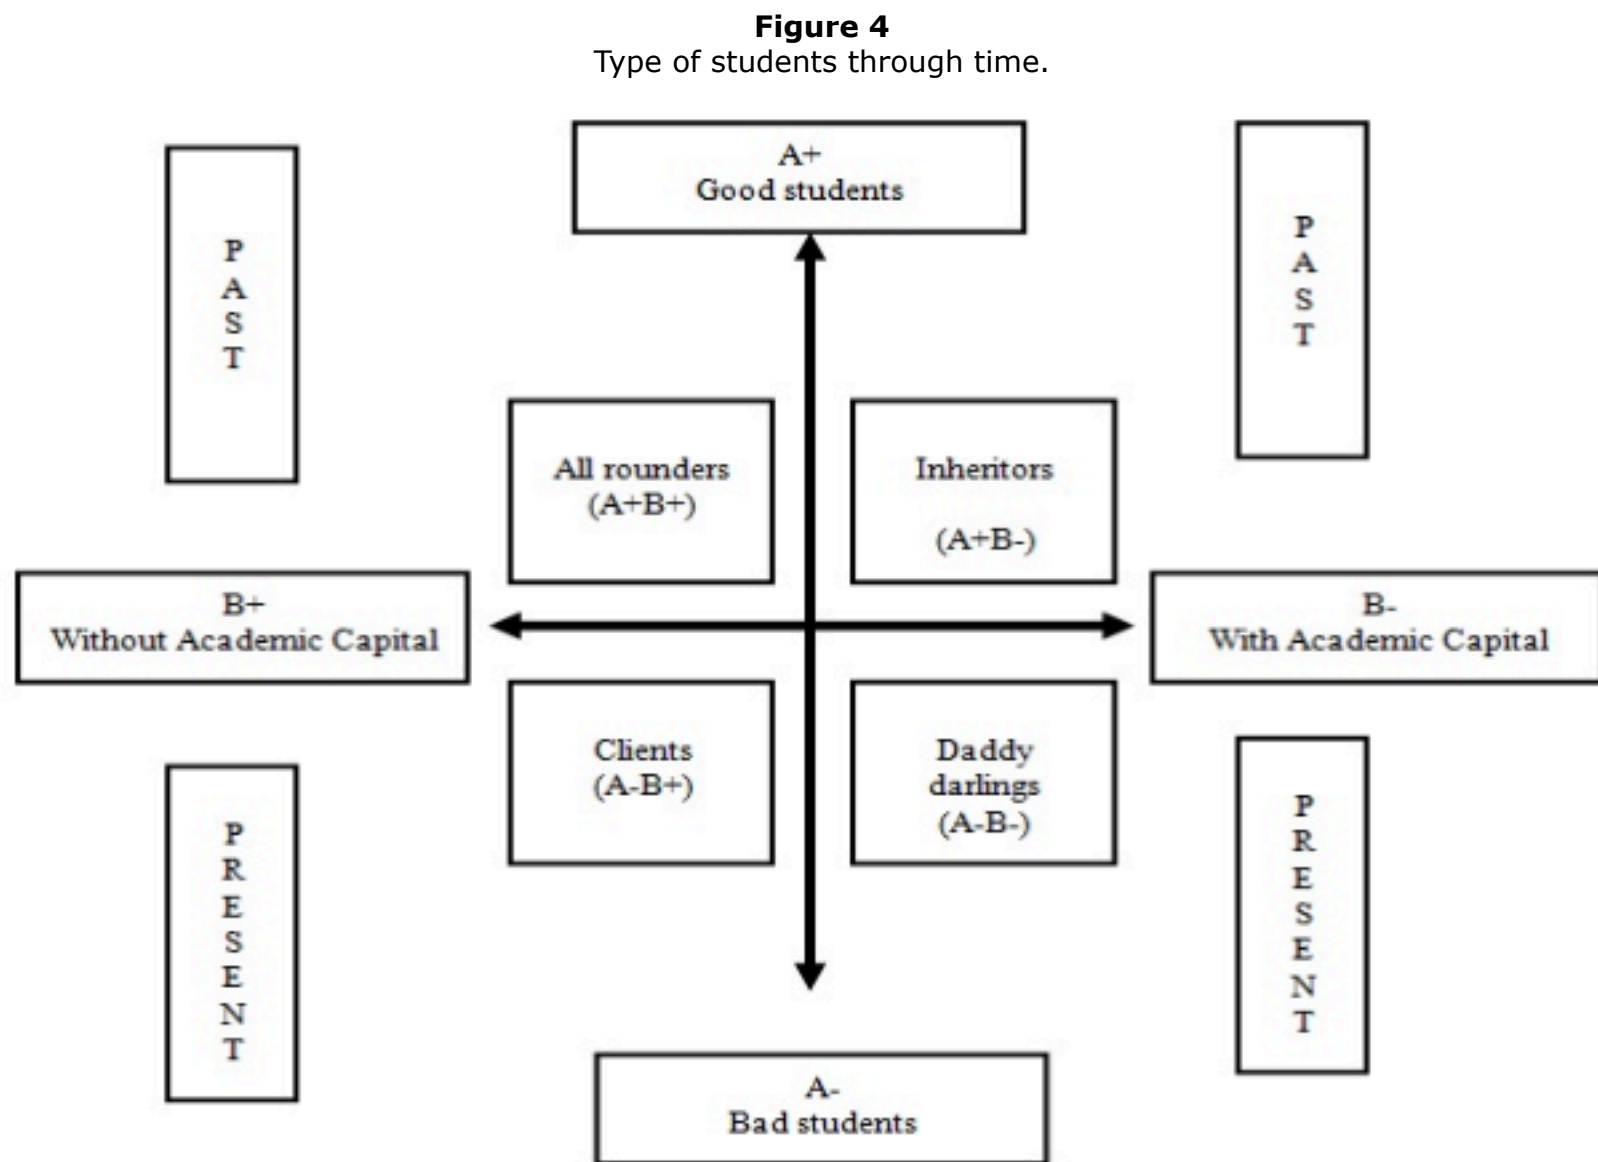 Figure 4
Type of students through time.
A+
Good students
P
A
S
T
P
A
S
T
All rounders
(A+B+)
Inheritors
(A+B-)
B+
Without Academic Capital
B-
With Academic Capital
Clients
(A-B+)
Daddy
darlings
(A-B-)
P
R
E
S
E
N
T
P
R
E
S
E
N
T
A-
Bad students